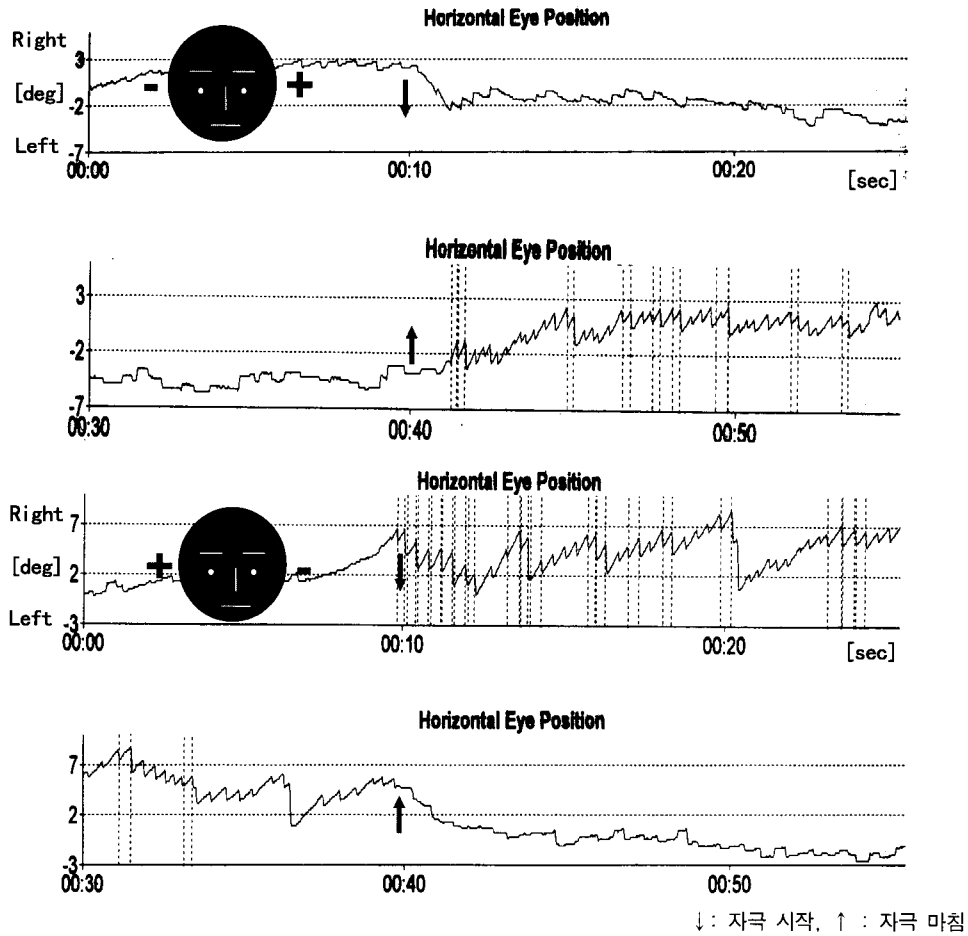 Horizontal Eye Position
Right
3
[deg]
- +
↓
-2
Left
-7
00:00 00:10 00:20
[sec]
Horizontal Eye Position
3
-2
↑
-7
00:30 00:40 00:50
Horizontal Eye Position
Right
7
[deg]
+ -
↓
2
Left
-3
00:00 00:10 00:20
[sec]
Horizontal Eye Position
7
2
↑
-3
00:30 00:40 00:50
↓: 자극 시작, ↑ : 자극 마침